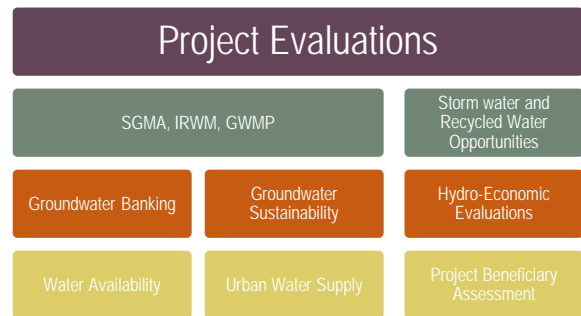 Project Evaluations
SGMA, IRWM, GWMP
Storm water and
Recycled Water
Opportunities
Groundwater Banking
Groundwater
Sustainability
Hydro-Economic
Evaluations
Water Availability
Urban Water Supply
Project Beneficiary
Assessment